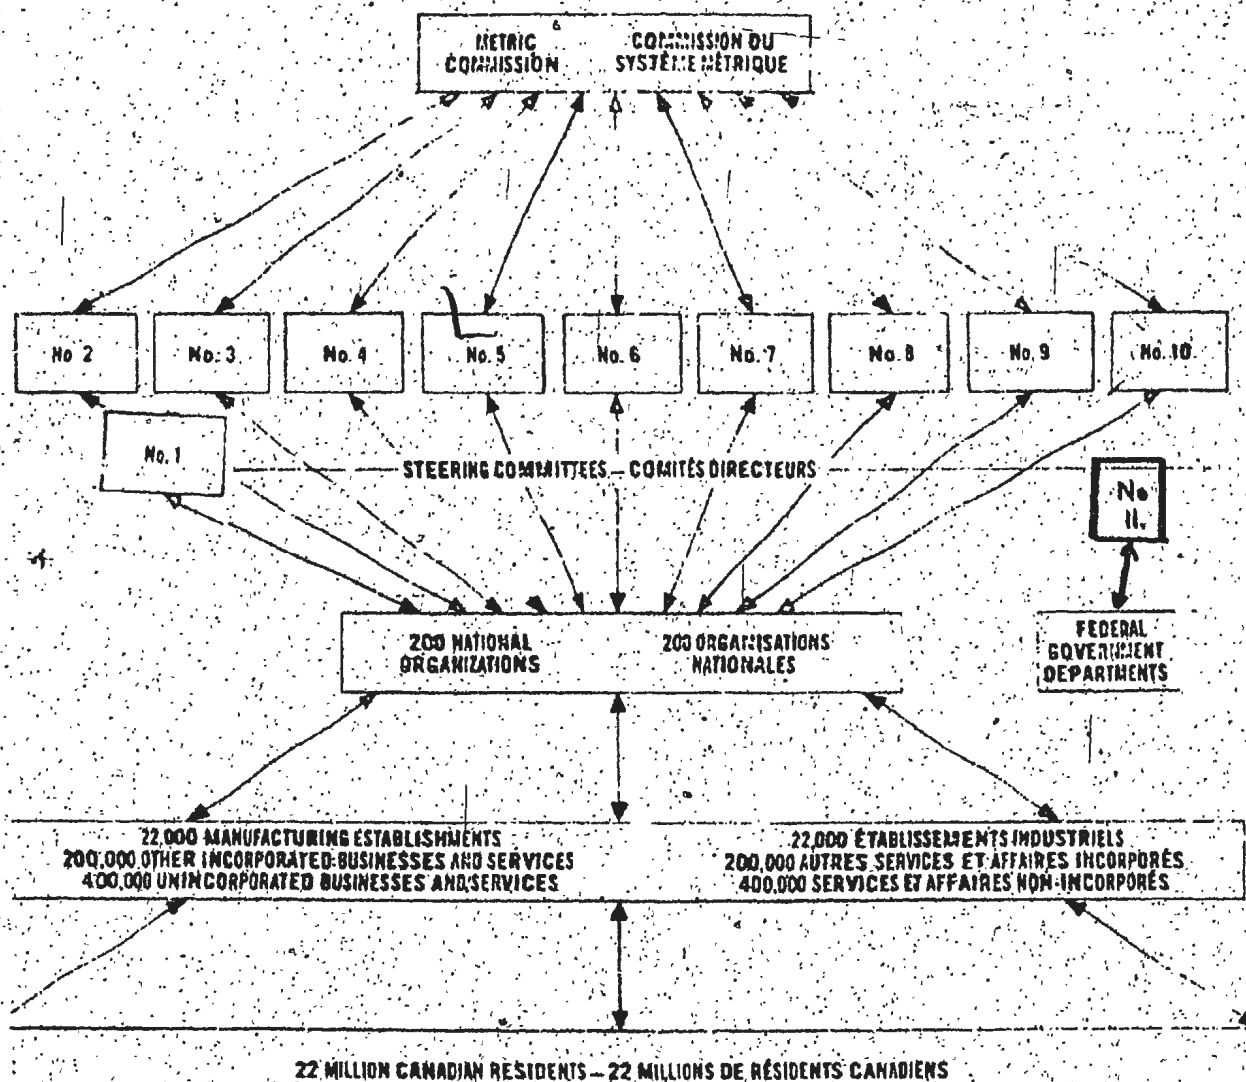 METRIC
COMMISSION
COMMISSION DU
SYSTÈME MÉTRIQUE
No. 2
No. 3
No. 4
No. 5
No. 6
No. 7
No. 8
No. 9
No. 10
No. 1
STEERING COMMITTEES – COMITÉS DIRECTEURS
No
11.
200 NATIONAL
ORGANIZATIONS
200 ORGANISATIONS
NATIONALES
FEDERAL
GOVERNMENT
DEPARTMENTS
22,000 MANUFACTURING ESTABLISHMENTS
200,000 OTHER INCORPORATED BUSINESSES AND SERVICES
400,000 UNINCORPORATED BUSINESSES AND SERVICES
22,000 ÉTABLISSEMENTS INDUSTRIELS
200,000 AUTRES SERVICES ET AFFAIRES INCORPORÉS
400,000 SERVICES ET AFFAIRES NON-INCORPORÉS
22 MILLION CANADIAN RESIDENTS – 22 MILLIONS DE RÉSIDENTS CANADIENS